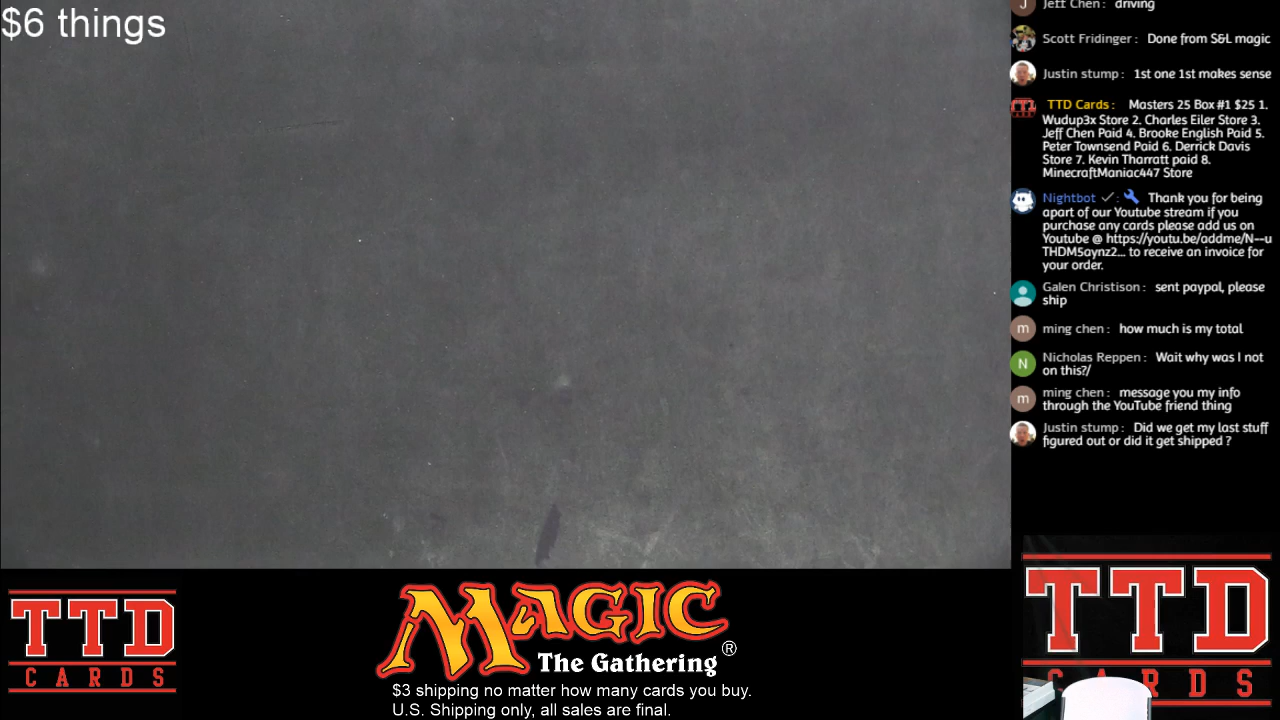 $6 things
Jeff Chen : driving
Scott Fridinger : Done from S&L magic
Justin stump : 1st one 1st makes sense
TTD Cards : Masters 25 Box #1 $25 1.
Wudup3x Store 2. Charles Eiler Store 3.
Jeff Chen Paid 4. Brooke English Paid 5.
Peter Townsend Paid 6. Derrick Davis
Store 7. Kevin Tharratt paid 8.
MinecraftManiac447 Store
Nightbot ✓ : Thank you for being
apart of our Youtube stream if you
purchase any cards please add us on
Youtube @ https://youtu.be/addme/N--u
THDM5aynz2... to receive an invoice for
your order.
Galen Christison : sent paypal, please
ship
ming chen : how much is my total
Nicholas Reppen : Wait why was I not
on this?/
ming chen : message you my info
through the YouTube friend thing
Justin stump : Did we get my last stuff
figured out or did it get shipped ?
TTD
CARDS
MAGIC
The Gathering®
$3 shipping no matter how many cards you buy.
U.S. Shipping only, all sales are final.
TTD
CARDS